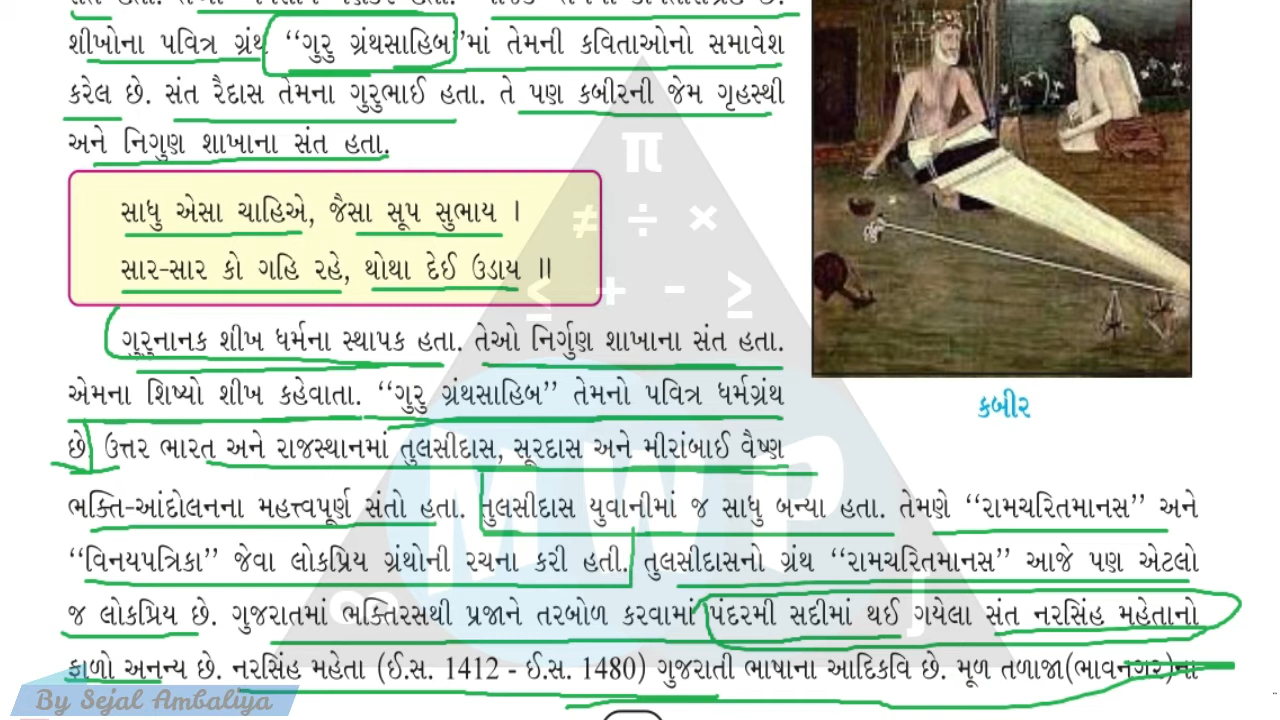 શીખોના પવિત્ર ગ્રંથ “ગુરુ ગ્રંથસાહિબ”માં તેમની કવિતાઓનો સમાવેશ
કરેલ છે. સંત રૈદાસ તેમના ગુરુભાઈ હતા. તે પણ કબીરની જેમ ગૃહસ્થી
અને નિગુણ શાખાના સંત હતા.
સાધુ એસા ચાહિએ, જૈસા સૂપ સુભાય ।
સાર-સાર કો ગહિ રહે, થોથા દેઈ ઉડાય ॥
ગુરુનાનક શીખ ધર્મના સ્થાપક હતા. તેઓ નિર્ગુણ શાખાના સંત હતા.
એમના શિષ્યો શીખ કહેવાતા. “ગુરુ ગ્રંથસાહિબ” તેમનો પવિત્ર ધર્મગ્રંથ
છે. ઉત્તર ભારત અને રાજસ્થાનમાં તુલસીદાસ, સૂરદાસ અને મીરાંબાઈ વૈષ્ણ
ભક્તિ-આંદોલનના મહત્ત્વપૂર્ણ સંતો હતા. તુલસીદાસ યુવાનીમાં જ સાધુ બન્યા હતા. તેમણે “રામચરિતમાનસ” અને
“વિનયપત્રિકા” જેવા લોકપ્રિય ગ્રંથોની રચના કરી હતી. તુલસીદાસનો ગ્રંથ “રામચરિતમાનસ” આજે પણ એટલો
જ લોકપ્રિય છે. ગુજરાતમાં ભક્તિરસથી પ્રજાને તરબોળ કરવામાં પંદરમી સદીમાં થઈ ગયેલા સંત નરસિંહ મહેતાનો
ફાળો અનન્ય છે. નરસિંહ મહેતા (ઈ.સ. 1412 - ઈ.સ. 1480) ગુજરાતી ભાષાના આદિકવિ છે. મૂળ તળાજા(ભાવનગર)ના
કબીર
π
≠ ÷ ×
≤ + - ≥
MWP
By Sejal Ambaliya